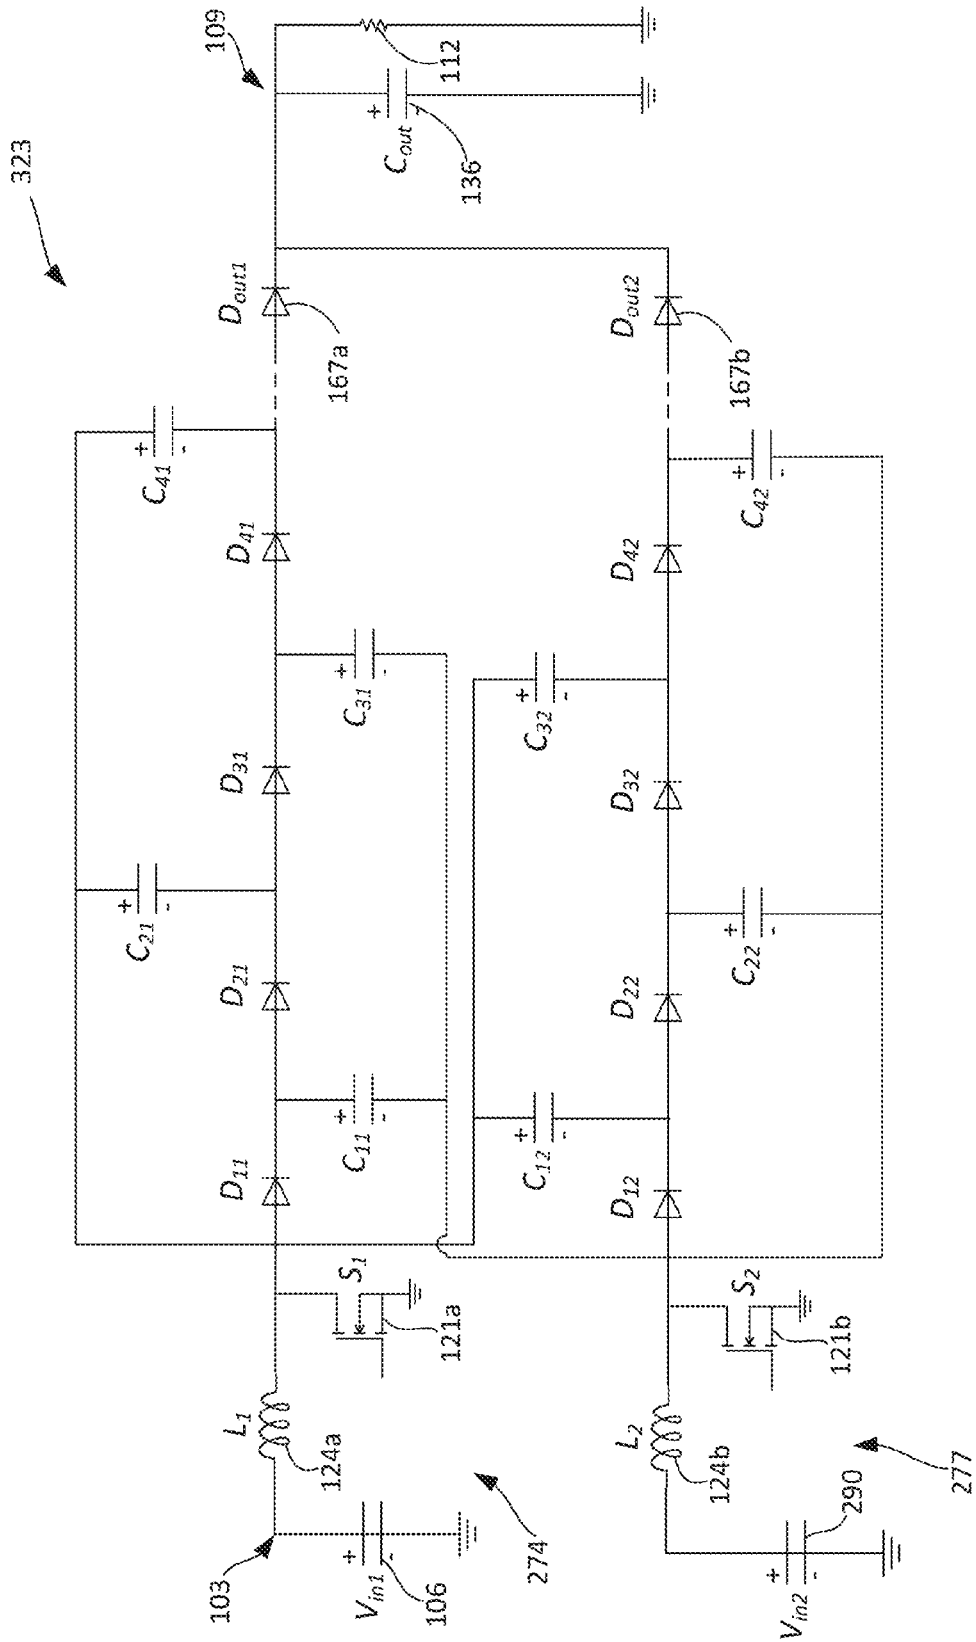 323
109
C41
D41
Dout1
167a
+
-
Cout
136
112
+
-
C21
+
-
D11
D21
D31
C11
+
-
C31
+
-
103
L1
124a
S1
121a
Vin1
+
-
106
274
C12
+
-
C32
+
-
L2
124b
S2
121b
D12
D22
D32
D42
Dout2
167b
C22
+
-
C42
+
-
Vin2
+
-
290
277